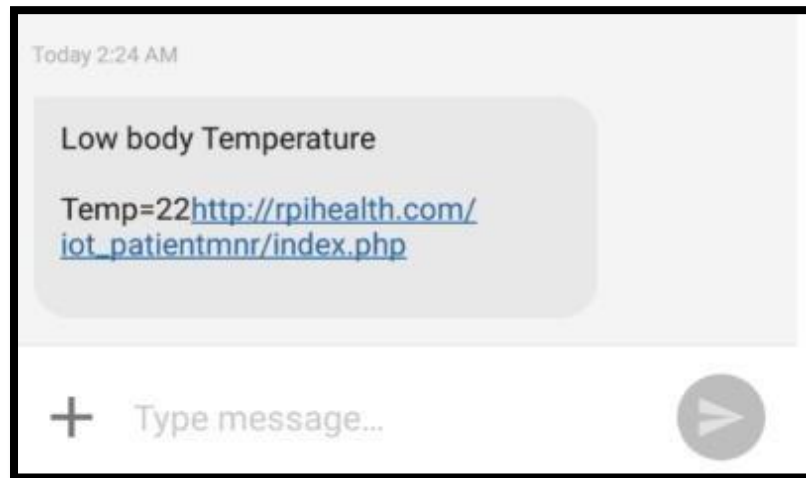 Today 2:24 AM
Low body Temperature
Temp=22http://rpihealth.com/
iot_patientmnr/index.php
Type message...